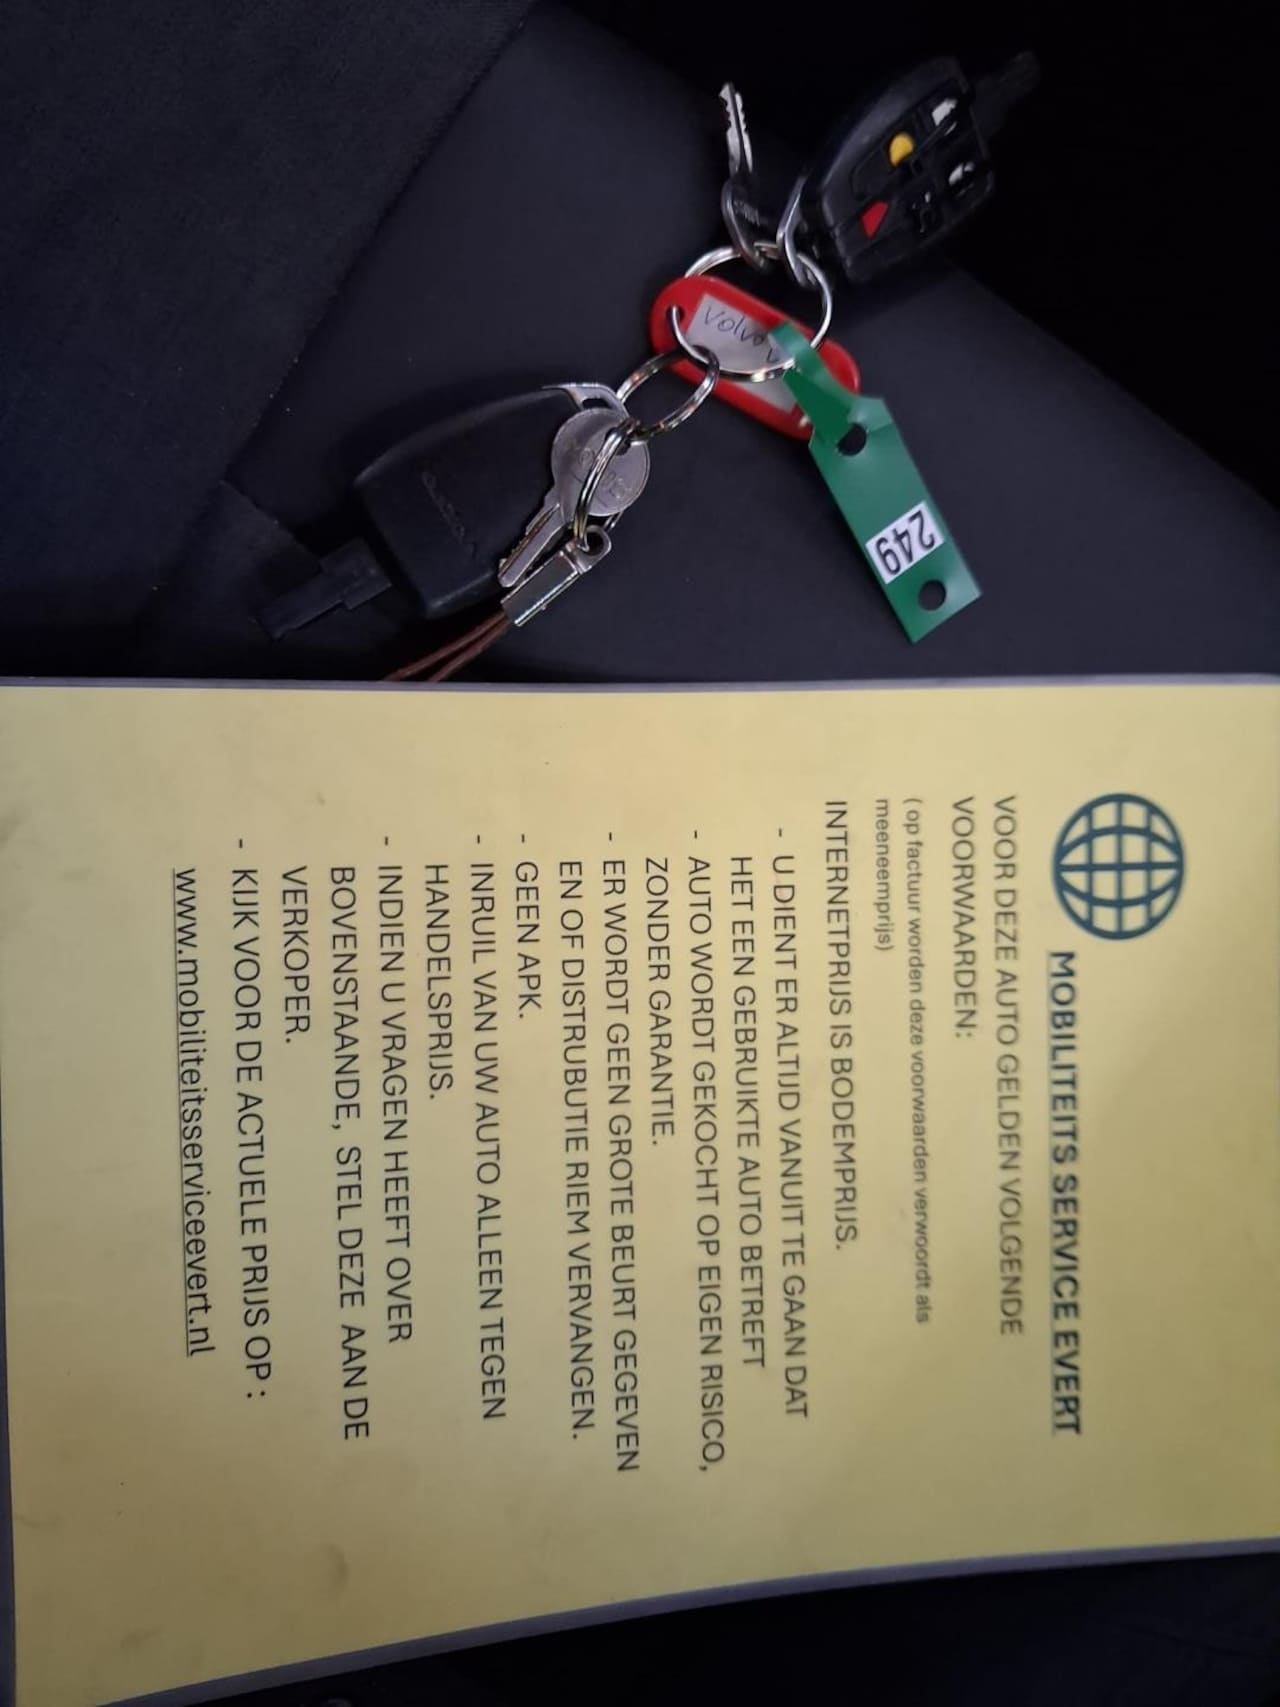 MOBILITEITS SERVICE EVERT
VOOR DEZE AUTO GELDEN VOLGENDE
VOORWAARDEN:
( op factuur worden deze voorwaarden verwoordt als
meeneemprijs)
INTERNETPRIJS IS BODEMPRIJS.
- U DIENT ER ALTIJD VANUIT TE GAAN DAT
HET EEN GEBRUIKTE AUTO BETREFT
- AUTO WORDT GEKOCHT OP EIGEN RISICO,
ZONDER GARANTIE.
- ER WORDT GEEN GROTE BEURT GEGEVEN
EN OF DISTRUBUTIE RIEM VERVANGEN.
- GEEN APK.
- INRUIL VAN UW AUTO ALLEEN TEGEN
HANDELSPRIJS.
- INDIEN U VRAGEN HEEFT OVER
BOVENSTAANDE, STEL DEZE AAN DE
VERKOPER.
- KIJK VOOR DE ACTUELE PRIJS OP :
www.mobiliteitsserviceevert.nl
Volvo
249
VOLVO